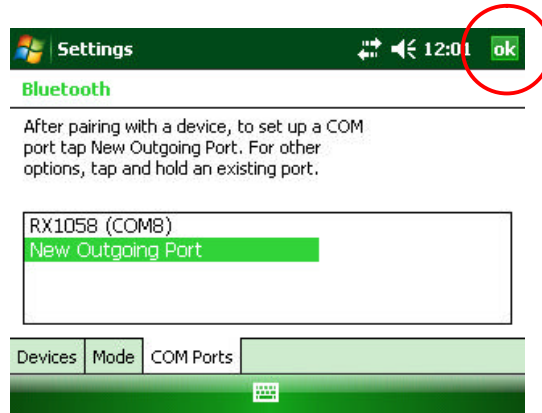 Settings 12:01 ok
Bluetooth
After pairing with a device, to set up a COM
port tap New Outgoing Port. For other
options, tap and hold an existing port.
RX1058 (COM8)
New Outgoing Port
Devices Mode COM Ports